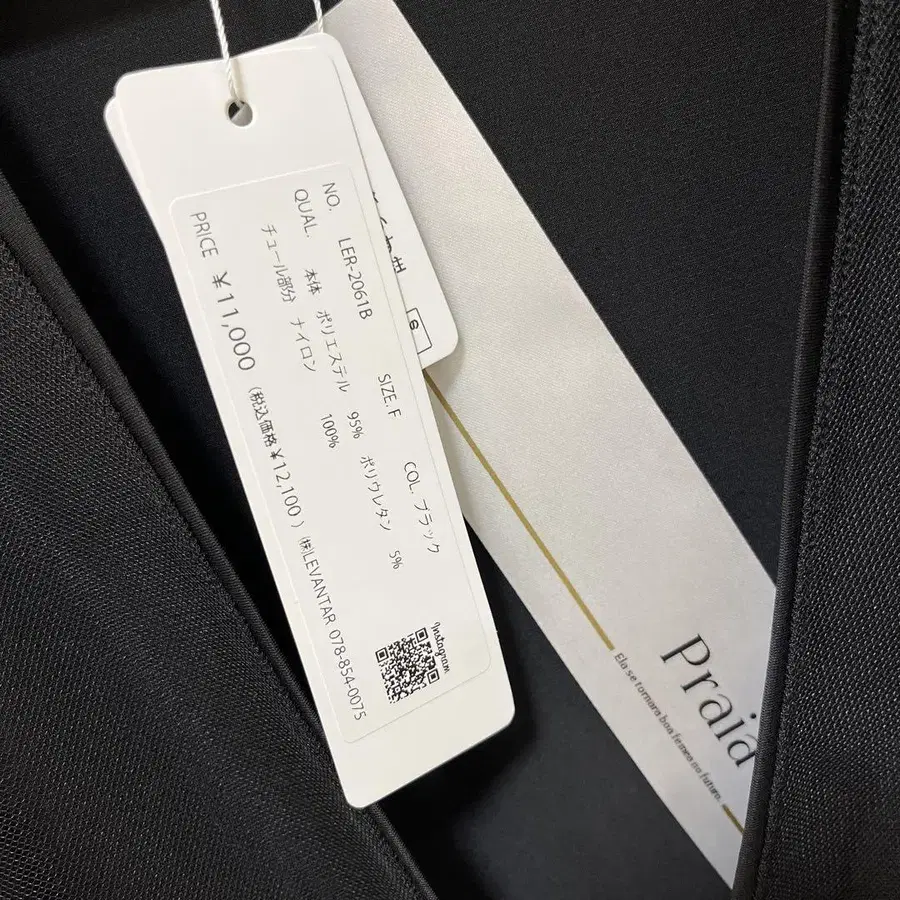 NO. LER-2061B SIZE. F COL. ブラック
QUAL. 本体 ポリエステル 95% ポリウレタン 5%
チュール部分 ナイロン 100%
PRICE ¥11,000 (税込価格¥12,100) ㈱LEVANTAR 078-854-0075
Instagram
S
Praia
Ela se tornara boa femea no futuro.